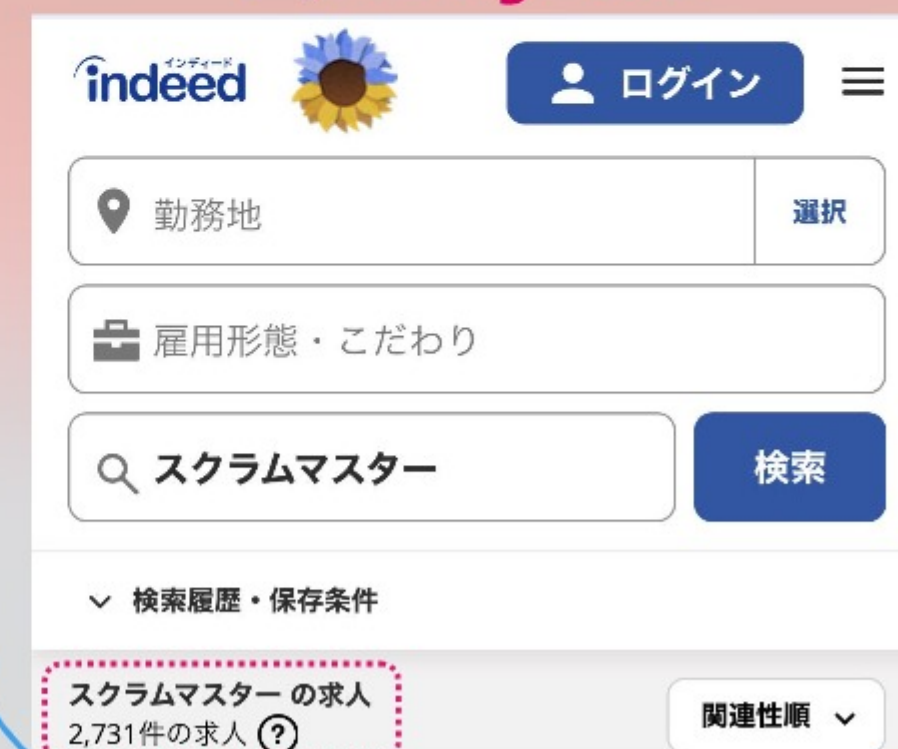 インディード
indeed
ログイン
勤務地
選択
雇用形態・こだわり
スクラムマスター
検索
検索履歴・保存条件
スクラムマスター の求人
2,731件の求人 ?
関連性順